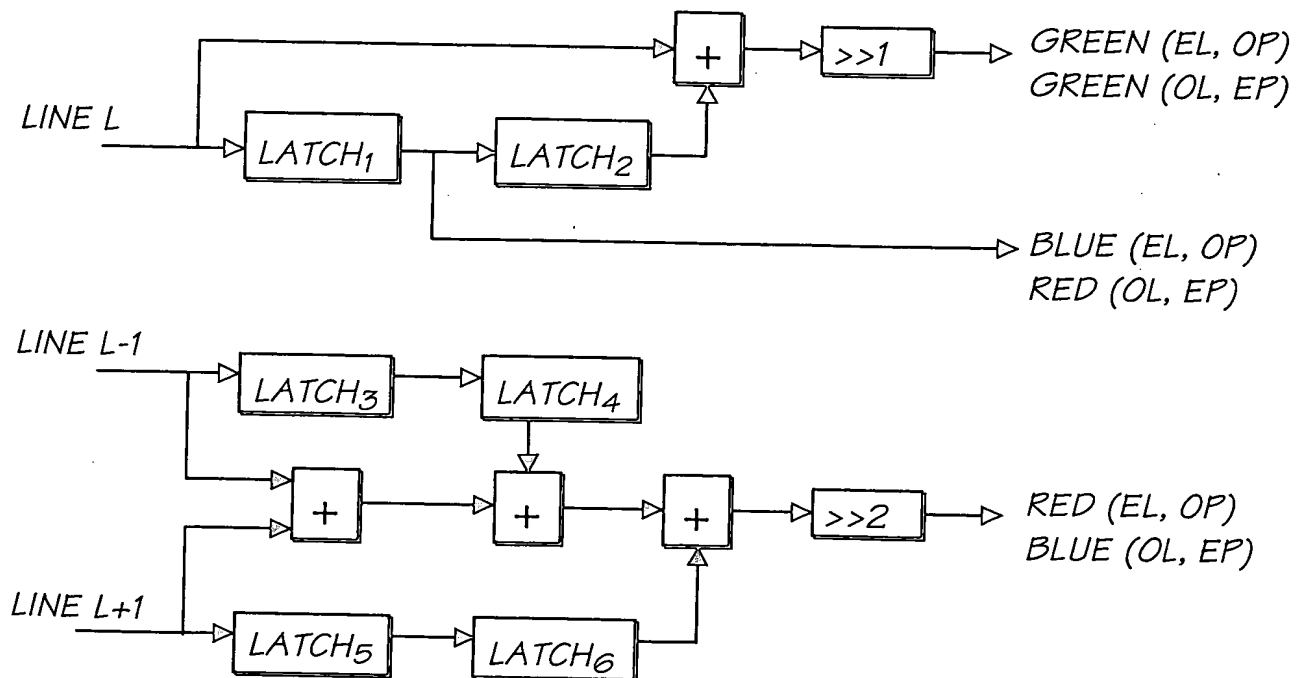 GREEN (EL, OP)
GREEN (OL, EP)
+
>>1
LINE L
LATCH1
LATCH2
BLUE (EL, OP)
RED (OL, EP)
LINE L-1
LATCH3
LATCH4
+
+
+
>>2
RED (EL, OP)
BLUE (OL, EP)
LINE L+1
LATCH5
LATCH6